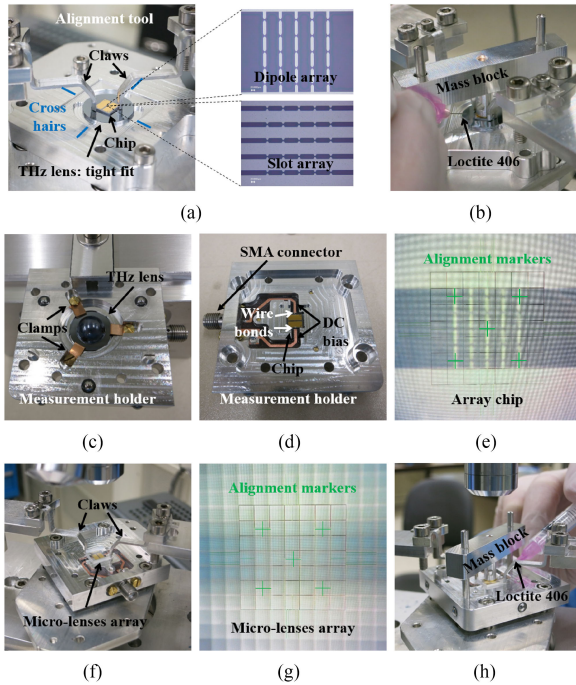 Alignment tool
Claws
Cross
hairs
Chip
THz lens: tight fit
Dipole array
Slot array
(a)
Mass block
Loctite 406
(b)
THz lens
Clamps
Measurement holder
(c)
SMA connector
Wire
bonds
DC
bias
Chip
Measurement holder
(d)
Alignment markers
Array chip
(e)
Claws
Micro-lenses array
(f)
Alignment markers
Micro-lenses array
(g)
Mass block
Loctite 406
(h)